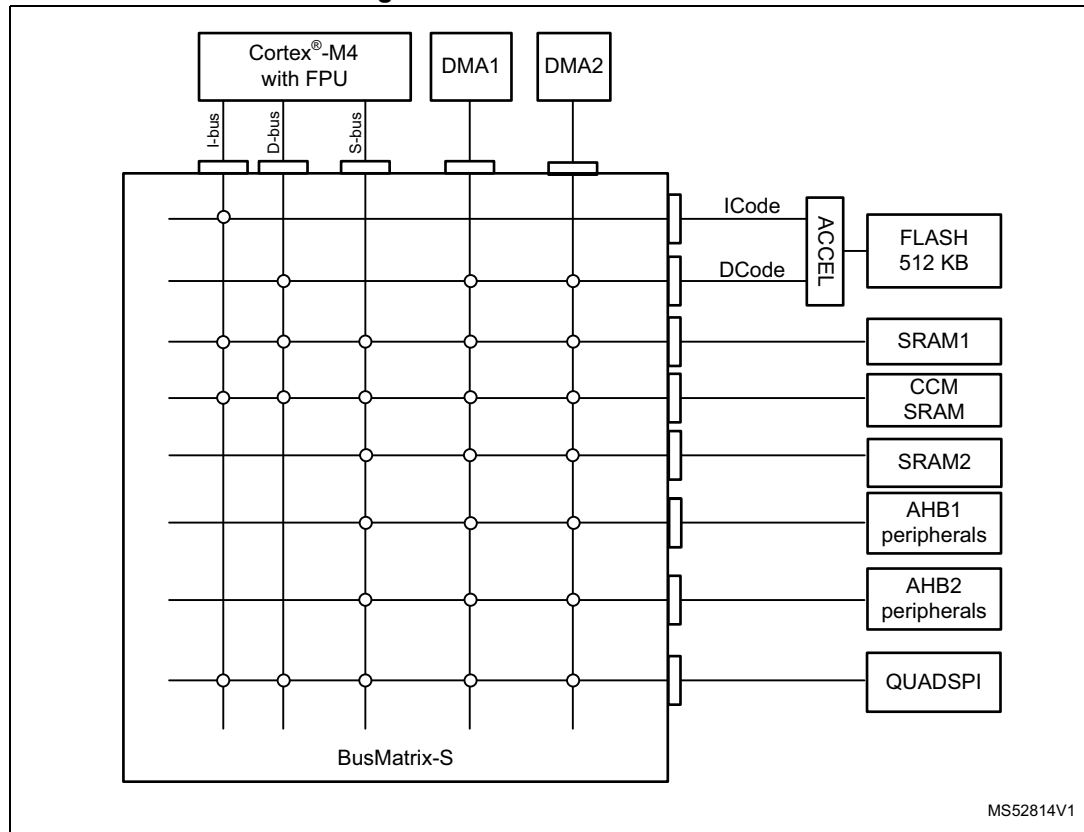 Cortex®-M4
with FPU
DMA1
DMA2
I-bus
D-bus
S-bus
ICode
DCode
ACCEL
FLASH
512 KB
SRAM1
CCM
SRAM
SRAM2
AHB1
peripherals
AHB2
peripherals
QUADSPI
BusMatrix-S
MS52814V1